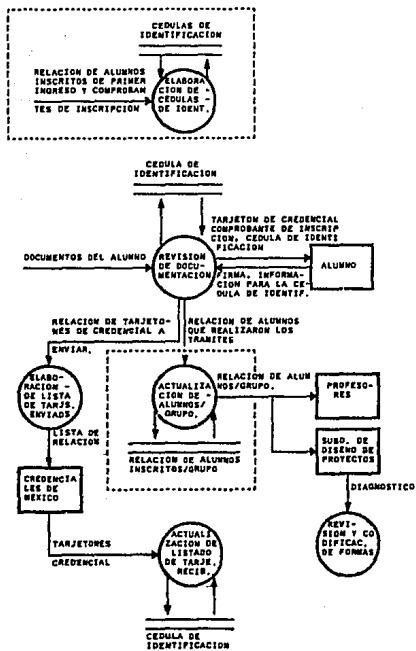 CEDULAS DE
IDENTIFICACION
RELACION DE ALUMNOS
INSCRITOS DE PRIMER
INGRESO Y COMPROBAN
TES DE INSCRIPCION
ELABORA
CION DE -
CEDULAS -
DE IDENT.
CEDULA DE
IDENTIFICACION
TARJETON DE CREDENCIAL
COMPROBANTE DE INSCRIP
CION, CEDULA DE IDENTI
FICACION
DOCUMENTOS DEL ALUMNO
REVISION
DE DOCU-
MENTACION
ALUMNO
FIRMA, INFORMA-
CION PARA LA CE
DULA DE IDENTIF.
RELACION DE TARJETO
NES DE CREDENCIAL A
ENVIAR.
RELACION DE ALUMNOS
QUE REALIZARON LOS
TRAMITES
ELABO-
RACION -
DE LISTA
DE TARJS.
ENVIADS.
ACTUALIZA
CION DE -
ALUMNOS/
GRUPO.
RELACION DE ALUM
NOS/GRUPO.
PROFESO-
RES
LISTA DE
RELACION
RELACION DE ALUMNOS
INSCRITOS/GRUPO
SUBD. DE
DISEÑO DE
PROYECTOS
CREDENCIA
LES DE
MEXICO
DIAGNOSTICO
TARJETONES
CREDENCIAL
ACTUALI-
ZACION DE
LISTADO
DE TARJE.
RECIB.
REVI-
SION Y CO
DIFICAC.
DE FORMAS
CEDULA DE
IDENTIFICACION